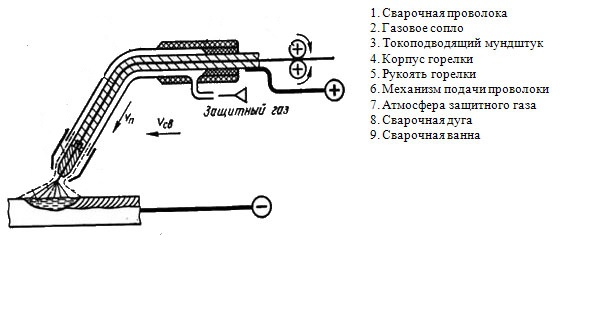 1. Сварочная проволока
2. Газовое сопло
3. Токоподводящий мундштук
4. Корпус горелки
5. Рукоять горелки
6. Механизм подачи проволоки
7. Атмосфера защитного газа
8. Сварочная дуга
9. Сварочная ванна
Защитный газ
Vп
Vсв
+
−